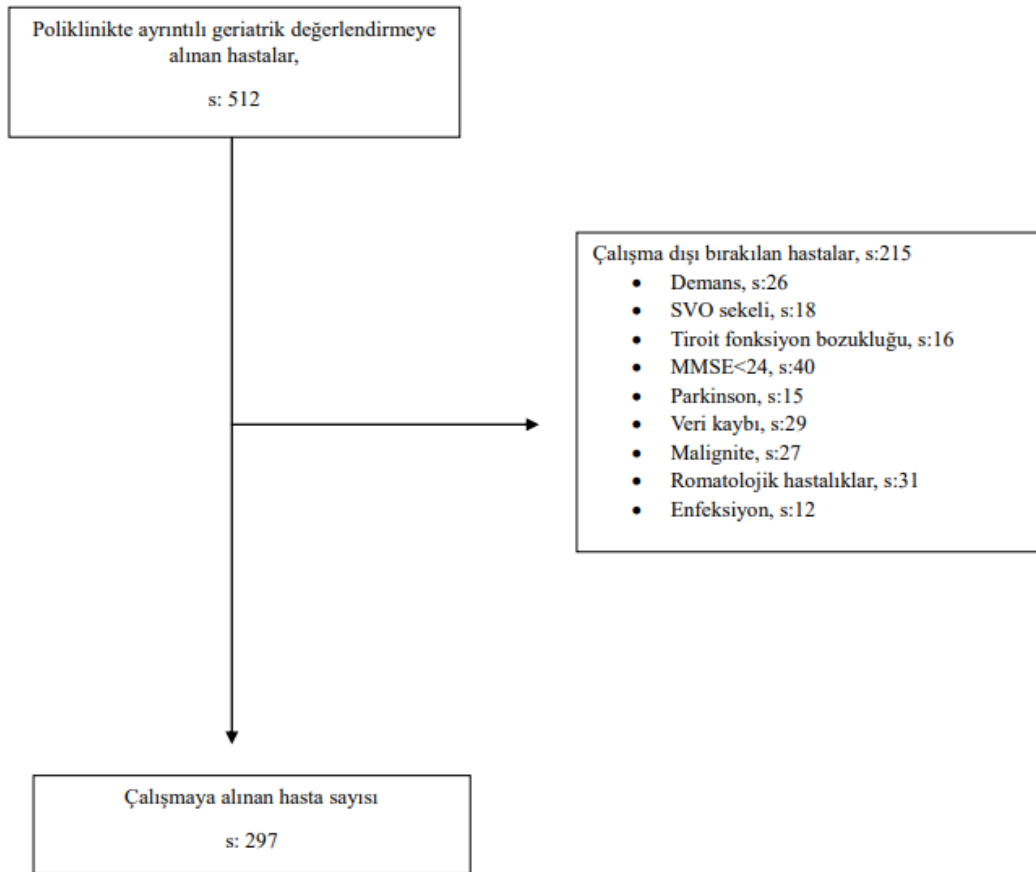 Poliklinikte ayrıntılı geriatrik değerlendirmeye
alınan hastalar,
s: 512
Çalışma dışı bırakılan hastalar, s:215
• Demans, s:26
• SVO sekeli, s:18
• Tiroit fonksiyon bozukluğu, s:16
• MMSE<24, s:40
• Parkinson, s:15
• Veri kaybı, s:29
• Malignite, s:27
• Romatolojik hastalıklar, s:31
• Enfeksiyon, s:12
Çalışmaya alınan hasta sayısı
s: 297